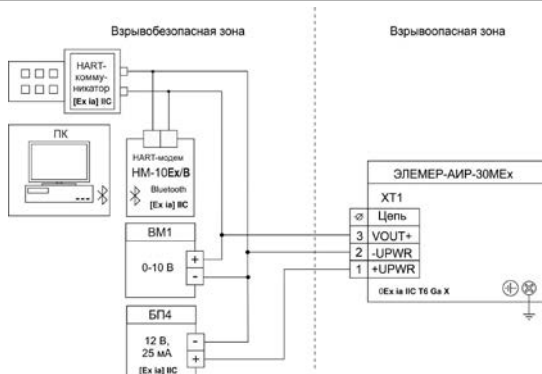 Взрывобезопасная зона
Взрывоопасная зона
HART-
комму-
никатор
[Ex ia] IIC
ПК
HART-модем
HM-10Ex/B
Bluetooth
[Ex ia] IIC
ВМ1
0-10 В
+
-
БП4
12 В,
25 мА
[Ex ia] IIC
-
+
ЭЛЕМЕР-АИР-30МЕх
XT1
⌀ Цепь
3 VOUT+
2 -UPWR
1 +UPWR
0Ex ia IIC T6 Ga X